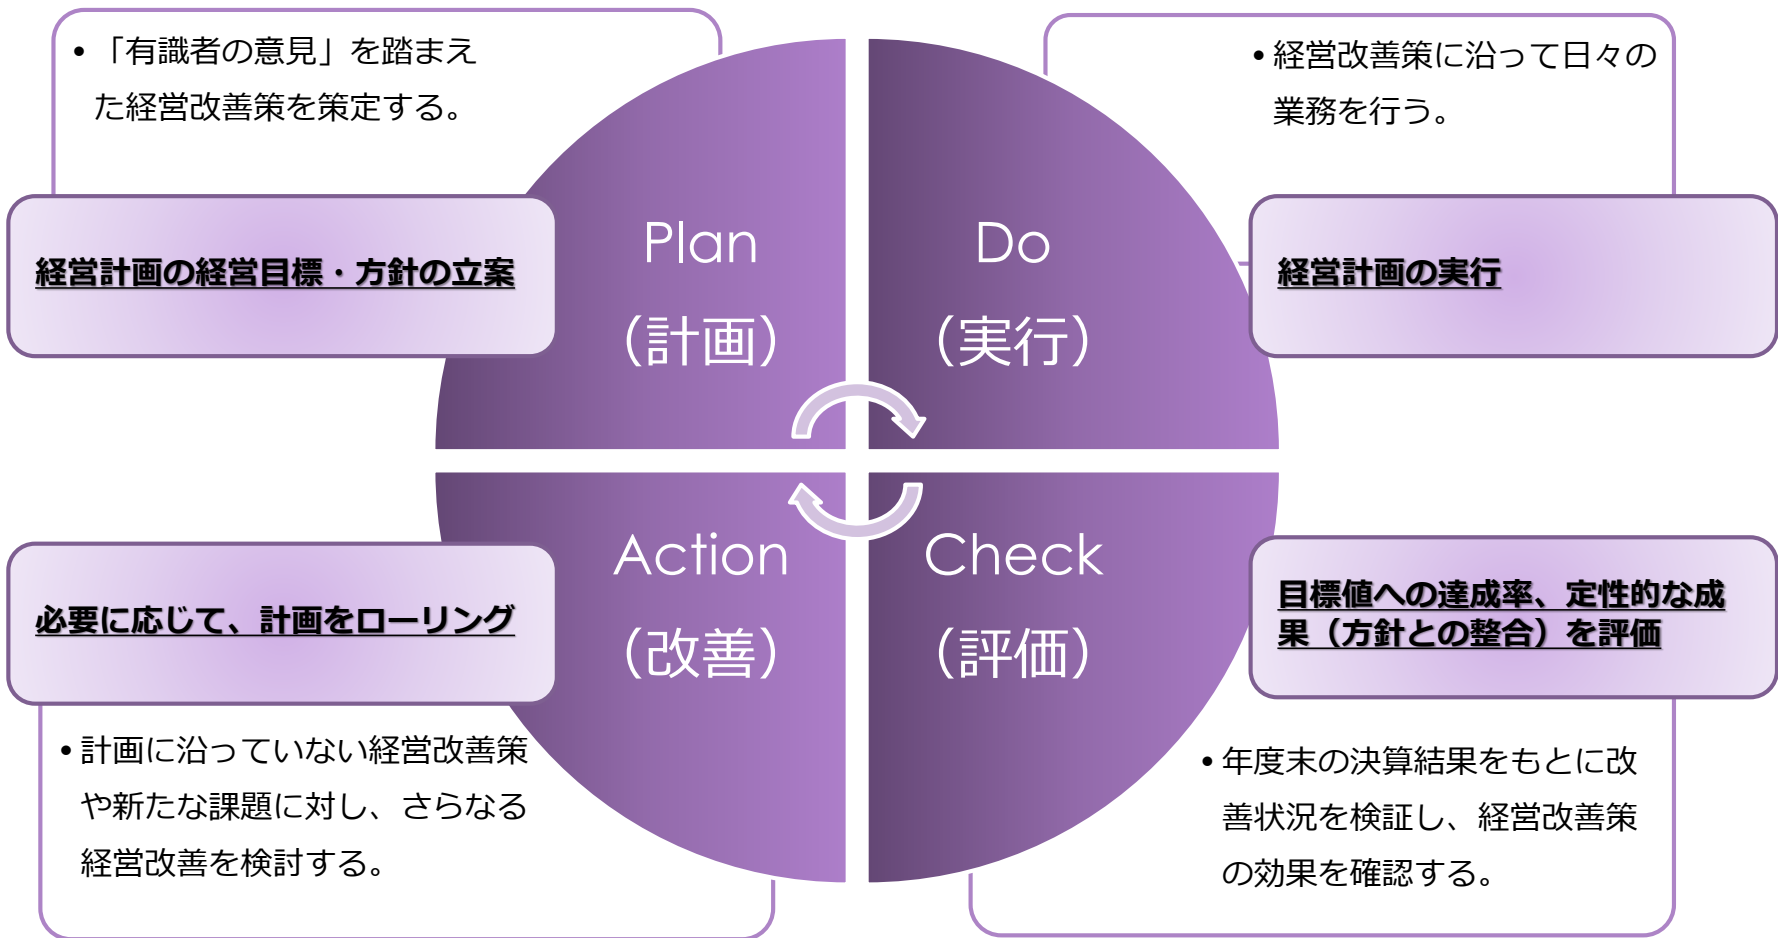 • 「有識者の意見」を踏まえ
た経営改善策を策定する。
経営計画の経営目標・方針の立案
Plan
（計画）
• 経営改善策に沿って日々の
業務を行う。
経営計画の実行
Do
（実行）
目標値への達成率、定性的な成
果（方針との整合）を評価
Check
（評価）
• 年度末の決算結果をもとに改
善状況を検証し、経営改善策
の効果を確認する。
必要に応じて、計画をローリング
Action
（改善）
• 計画に沿っていない経営改善策
や新たな課題に対し、さらなる
経営改善を検討する。